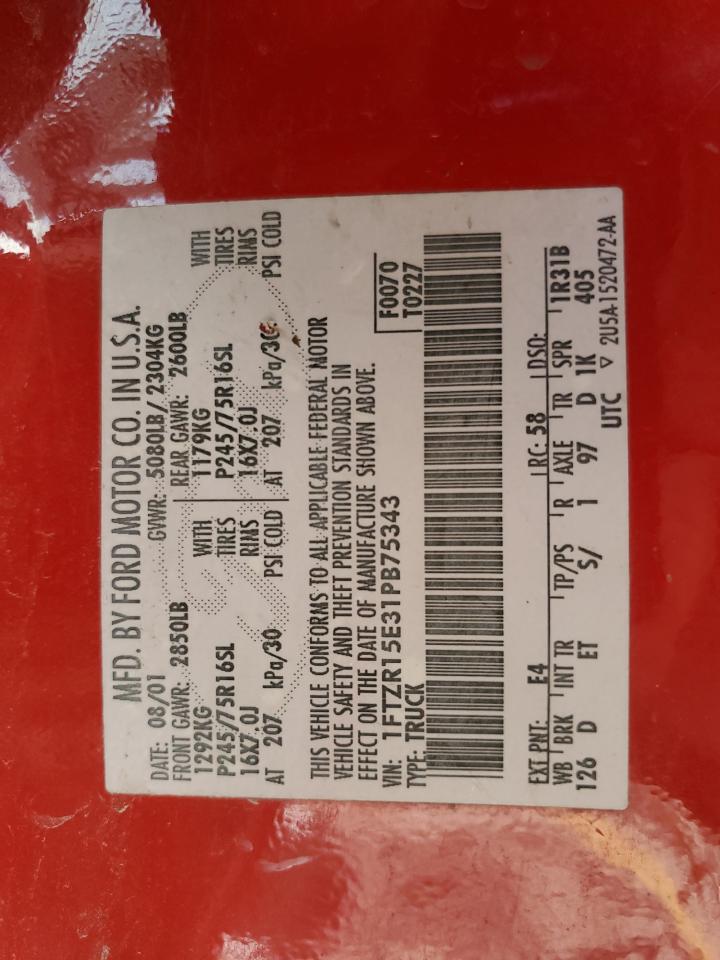 MFD. BY FORD MOTOR CO. IN U.S.A.
DATE: 08/01 GVWR: 5080LB/2304KG
FRONT GAWR: 2850LB REAR GAWR: 2600LB
1292KG WITH 1179KG WITH
P245/75R16SL TIRES P245/75R16SL TIRES
16X7.0J RIMS 16X7.0J RIMS
AT 207 kPa/30 PSI COLD AT 207 kPa/30 PSI COLD
THIS VEHICLE CONFORMS TO ALL APPLICABLE FEDERAL MOTOR
VEHICLE SAFETY AND THEFT PREVENTION STANDARDS IN
EFFECT ON THE DATE OF MANUFACTURE SHOWN ABOVE.
VIN: 1FTZR15E31PB75343 F0070
TYPE: TRUCK T0227
EXT PNT: E4 RC: 58 DSO:
WB BRK INT TR TP/PS R AXLE TR SPR 1R31B
126 D ET S/ 1 97 D 1K 405
UTC ▽ 2U5A-1520472-AA